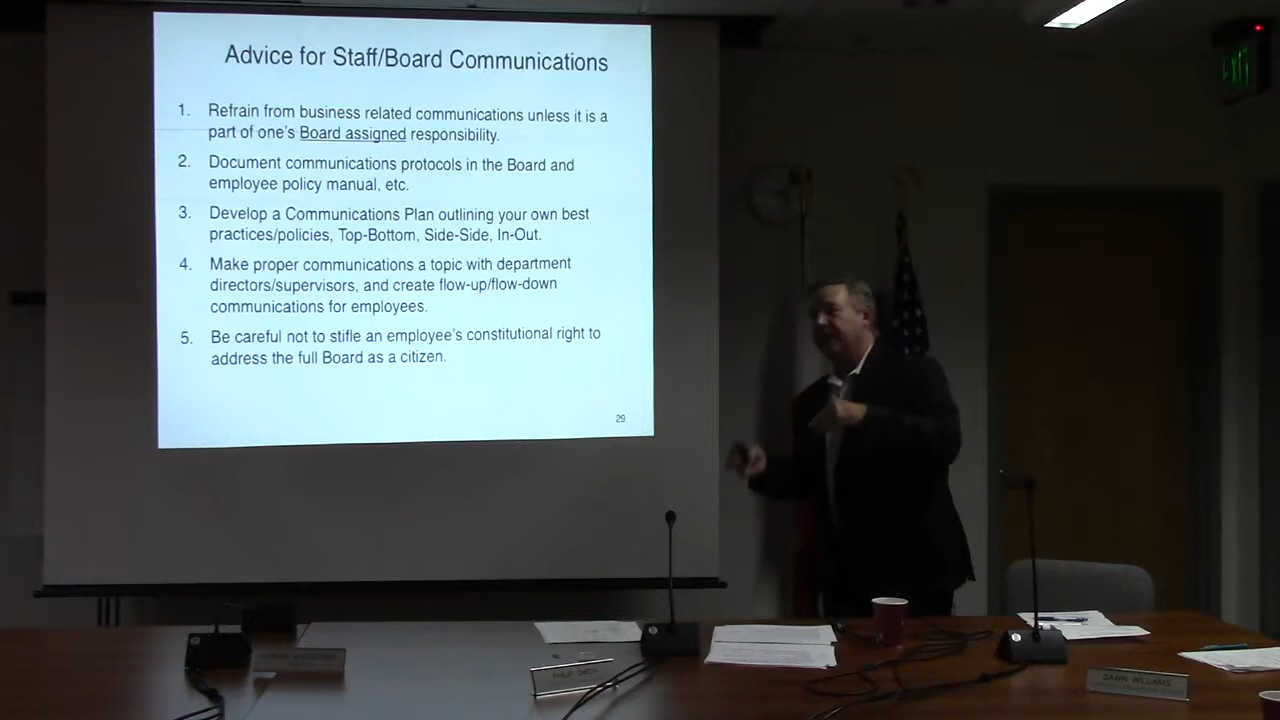 Advice for Staff/Board Communications
1. Refrain from business related communications unless it is a
part of one's Board assigned responsibility.
2. Document communications protocols in the Board and
employee policy manual, etc.
3. Develop a Communications Plan outlining your own best
practices/policies, Top-Bottom, Side-Side, In-Out.
4. Make proper communications a topic with department
directors/supervisors, and create flow-up/flow-down
communications for employees.
5. Be careful not to stifle an employee's constitutional right to
address the full Board as a citizen.
29
EXIT
DAWN WILLIAMS